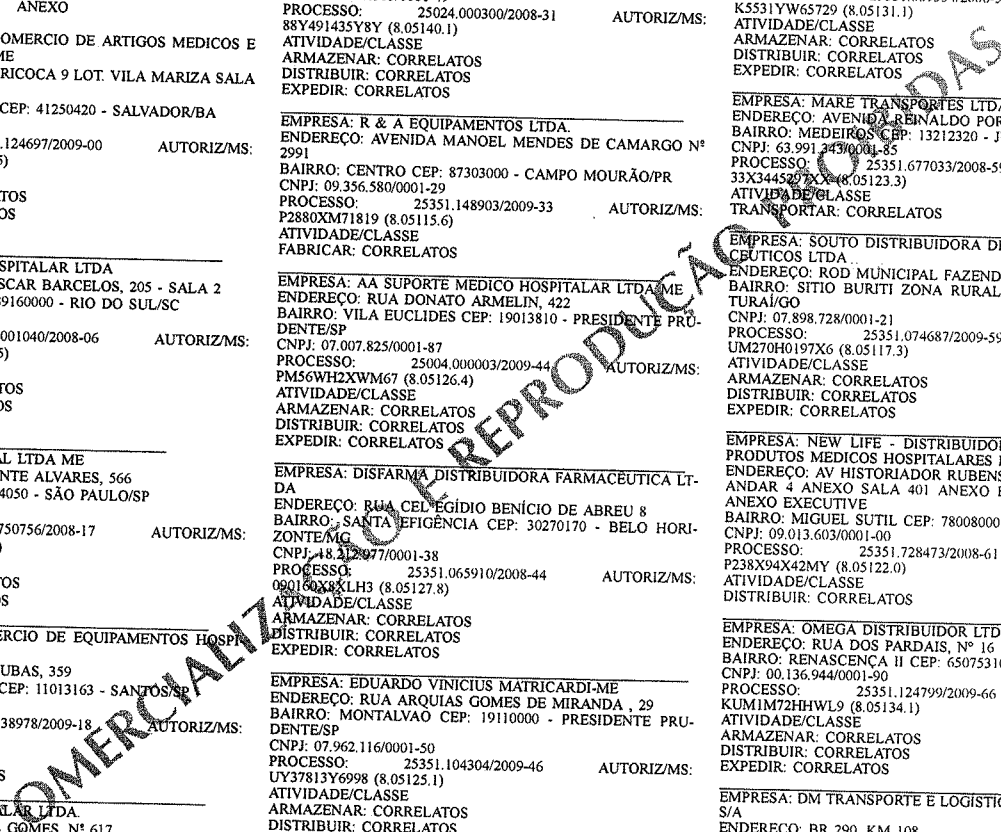 ANEXO
OMERCIO DE ARTIGOS MEDICOS E
ME
RICOCA 9 LOT. VILA MARIZA SALA
CEP: 41250420 - SALVADOR/BA
.124697/2009-00 AUTORIZ/MS:
TOS
OS
SPITALAR LTDA
SCAR BARCELOS, 205 - SALA 2
89160000 - RIO DO SUL/SC
001040/2008-06 AUTORIZ/MS:
TOS
OS
AL LTDA ME
NTE ALVARES, 566
4050 - SÃO PAULO/SP
750756/2008-17 AUTORIZ/MS:
TOS
S
ERCIO DE EQUIPAMENTOS HOSPI-
UBAS, 359
CEP: 11013163 - SANTOS/SP
38978/2009-18 AUTORIZ/MS:
S
ALAR LTDA.
GOMES, Nº 617
PROCESSO: 25024.000300/2008-31 AUTORIZ/MS:
88Y491435Y8Y (8.05140.1)
ATIVIDADE/CLASSE
ARMAZENAR: CORRELATOS
DISTRIBUIR: CORRELATOS
EXPEDIR: CORRELATOS
EMPRESA: R & A EQUIPAMENTOS LTDA.
ENDEREÇO: AVENIDA MANOEL MENDES DE CAMARGO Nº
2991
BAIRRO: CENTRO CEP: 87303000 - CAMPO MOURÃO/PR
CNPJ: 09.356.580/0001-29
PROCESSO: 25351.148903/2009-33 AUTORIZ/MS:
P2880XM71819 (8.05115.6)
ATIVIDADE/CLASSE
FABRICAR: CORRELATOS
EMPRESA: AA SUPORTE MEDICO HOSPITALAR LTDA ME
ENDEREÇO: RUA DONATO ARMELIN, 422
BAIRRO: VILA EUCLIDES CEP: 19013810 - PRESIDENTE PRU-
DENTE/SP
CNPJ: 07.007.825/0001-87
PROCESSO: 25004.000003/2009-44 AUTORIZ/MS:
PM56WH2XWM67 (8.05126.4)
ATIVIDADE/CLASSE
ARMAZENAR: CORRELATOS
DISTRIBUIR: CORRELATOS
EXPEDIR: CORRELATOS
EMPRESA: DISFARMA DISTRIBUIDORA FARMACÊUTICA LT-
DA
ENDEREÇO: RUA CEL EGÍDIO BENÍCIO DE ABREU 8
BAIRRO: SANTA EFIGÊNCIA CEP: 30270170 - BELO HORI-
ZONTE/MG
CNPJ: 18.212.977/0001-38
PROCESSO: 25351.065910/2008-44 AUTORIZ/MS:
090160X8XLH3 (8.05127.8)
ATIVIDADE/CLASSE
ARMAZENAR: CORRELATOS
DISTRIBUIR: CORRELATOS
EXPEDIR: CORRELATOS
EMPRESA: EDUARDO VINICIUS MATRICARDI-ME
ENDEREÇO: RUA ARQUIAS GOMES DE MIRANDA , 29
BAIRRO: MONTALVAO CEP: 19110000 - PRESIDENTE PRU-
DENTE/SP
CNPJ: 07.962.116/0001-50
PROCESSO: 25351.104304/2009-46 AUTORIZ/MS:
UY37813Y6998 (8.05125.1)
ATIVIDADE/CLASSE
ARMAZENAR: CORRELATOS
DISTRIBUIR: CORRELATOS
K5531YW65729 (8.05131.1)
ATIVIDADE/CLASSE
ARMAZENAR: CORRELATOS
DISTRIBUIR: CORRELATOS
EXPEDIR: CORRELATOS
EMPRESA: MARE TRANSPORTES LTDA
ENDEREÇO: AVENIDA REINALDO POR
BAIRRO: MEDEIROS CEP: 13212320 - J
CNPJ: 63.991.343/0001-85
PROCESSO: 25351.677033/2008-59
33X3445297XX (8.05123.3)
ATIVIDADE/CLASSE
TRANSPORTAR: CORRELATOS
EMPRESA: SOUTO DISTRIBUIDORA DE
CEUTICOS LTDA
ENDEREÇO: ROD MUNICIPAL FAZEND
BAIRRO: SITIO BURITI ZONA RURAL
TURAÍ/GO
CNPJ: 07.898.728/0001-21
PROCESSO: 25351.074687/2009-59
UM270H0197X6 (8.05117.3)
ATIVIDADE/CLASSE
ARMAZENAR: CORRELATOS
DISTRIBUIR: CORRELATOS
EXPEDIR: CORRELATOS
EMPRESA: NEW LIFE - DISTRIBUIDOR
PRODUTOS MEDICOS HOSPITALARES
ENDEREÇO: AV HISTORIADOR RUBENS
ANDAR 4 ANEXO SALA 401 ANEXO E
ANEXO EXECUTIVE
BAIRRO: MIGUEL SUTIL CEP: 78008000
CNPJ: 09.013.603/0001-00
PROCESSO: 25351.728473/2008-61
P238X94X42MY (8.05122.0)
ATIVIDADE/CLASSE
DISTRIBUIR: CORRELATOS
EMPRESA: OMEGA DISTRIBUIDOR LTD
ENDEREÇO: RUA DOS PARDAIS, Nº 16
BAIRRO: RENASCENÇA II CEP: 6507531
CNPJ: 00.136.944/0001-90
PROCESSO: 25351.124799/2009-66
KUM1M72HHWL9 (8.05134.1)
ATIVIDADE/CLASSE
ARMAZENAR: CORRELATOS
DISTRIBUIR: CORRELATOS
EXPEDIR: CORRELATOS
EMPRESA: DM TRANSPORTE E LOGISTIC
S/A
ENDEREÇO: BR 290, KM 108
OMERCIALIZAÇÃO E REPRODUÇÃO PROIBIDAS